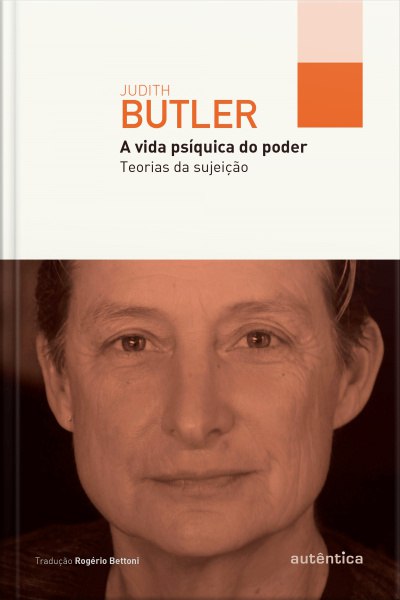 JUDITH
BUTLER
A vida psíquica do poder
Teorias da sujeição
Tradução Rogério Bettoni
autêntica